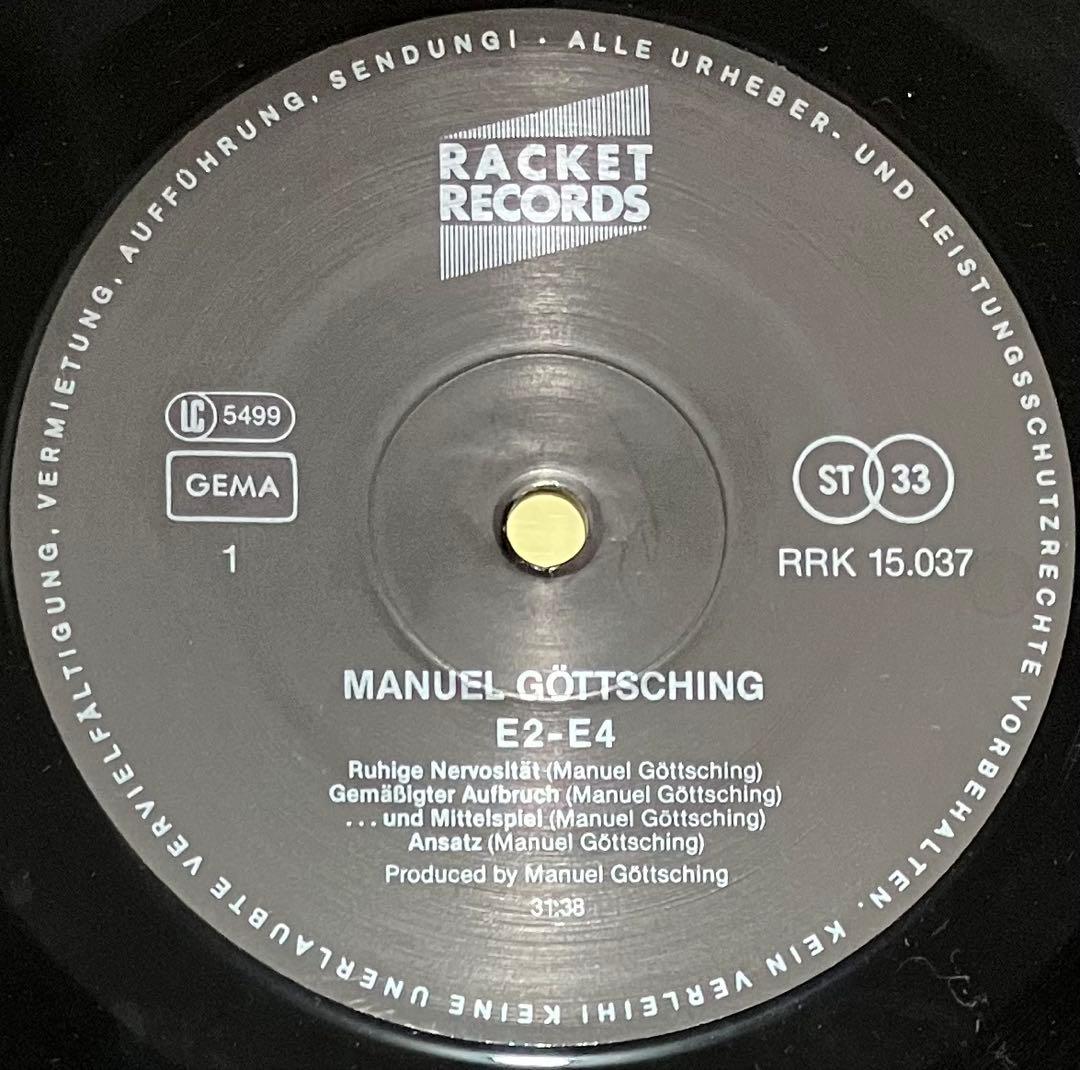 ALLE URHEBER- UND LEISTUNGSSCHUTZRECHTE VORBEHALTEN. KEIN VERLEIH! KEINE UNERLAUBTE VERVIELFÄLTIGUNG, VERMIETUNG, AUFFÜHRUNG, SENDUNG! •
RACKET
RECORDS
LC 5499
GEMA
1
ST 33
RRK 15.037
MANUEL GÖTTSCHING
E2-E4
Ruhige Nervosität (Manuel Göttsching)
Gemäßigter Aufbruch (Manuel Göttsching)
...und Mittelspiel (Manuel Göttsching)
Ansatz (Manuel Göttsching)
Produced by Manuel Göttsching
31:38